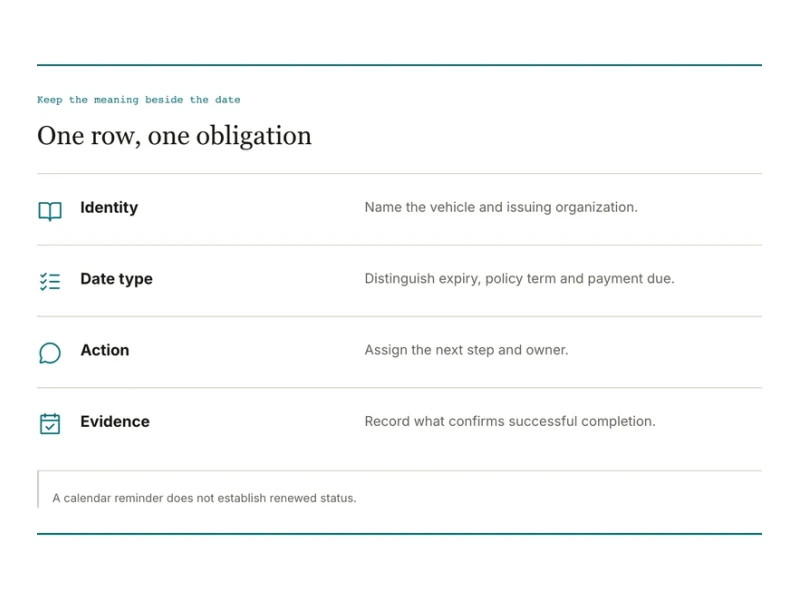 Keep the meaning beside the date
One row, one obligation
Identity
Name the vehicle and issuing organization.
Date type
Distinguish expiry, policy term and payment due.
Action
Assign the next step and owner.
Evidence
Record what confirms successful completion.
A calendar reminder does not establish renewed status.